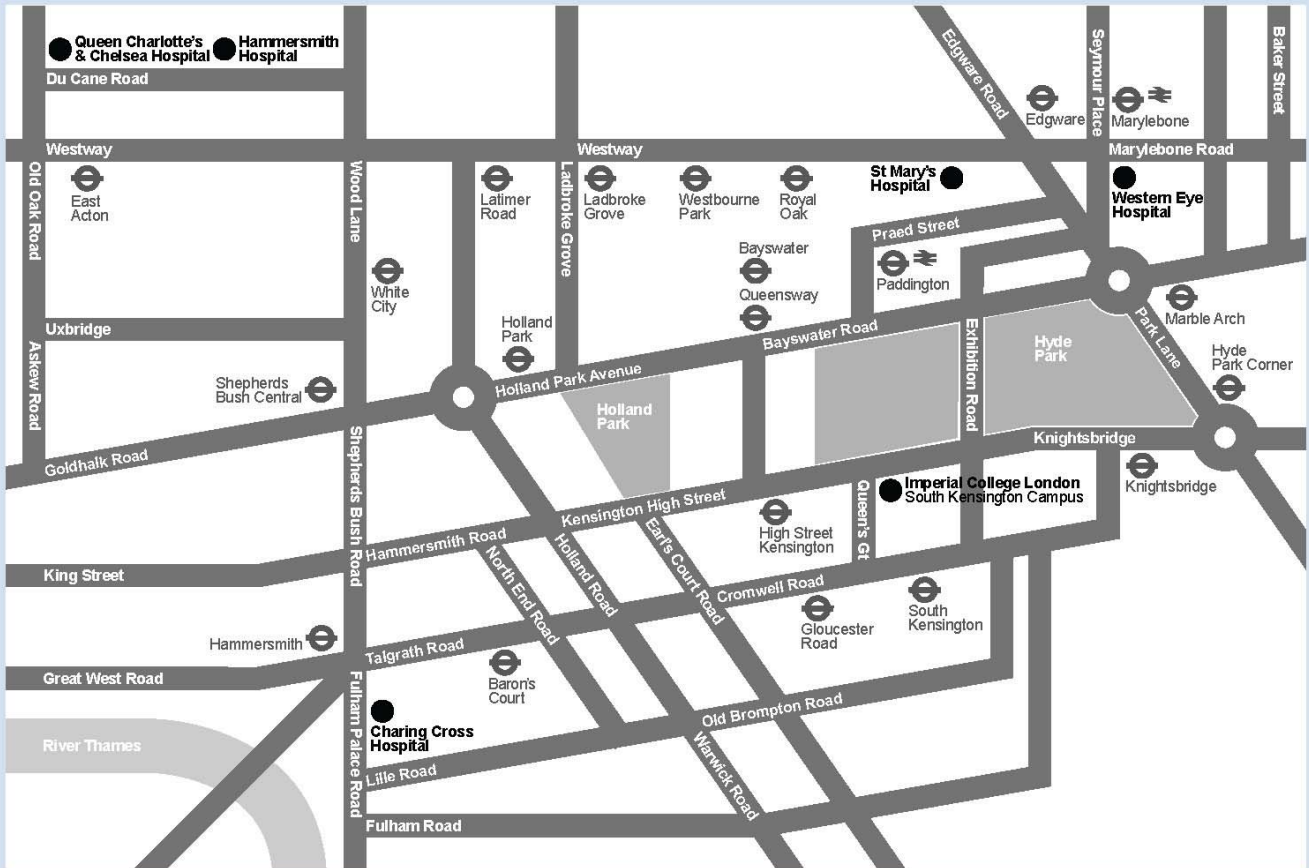 Queen Charlotte's
& Chelsea Hospital
Hammersmith
Hospital
Du Cane Road
Edgware Road
Seymour Place
Baker Street
Edgware
Marylebone
Westway
Westway
Marylebone Road
Old Oak Road
East
Acton
Wood Lane
Latimer
Road
Ladbroke Grove
Ladbroke
Grove
Westbourne
Park
Royal
Oak
St Mary's
Hospital
Western Eye
Hospital
Praed Street
Bayswater
Queensway
Paddington
White
City
Uxbridge
Holland
Park
Bayswater Road
Marble Arch
Park Lane
Hyde
Park
Exhibition Road
Hyde
Park Corner
Askew Road
Shepherds
Bush Central
Holland Park Avenue
Holland
Park
Knightsbridge
Goldhalk Road
Shepherds Bush Road
Kensington High Street
Queen's Gt
Imperial College London
South Kensington Campus
Knightsbridge
High Street
Kensington
Hammersmith Road
King Street
North End Road
Holland Road
Earl's Court Road
Cromwell Road
Gloucester
Road
South
Kensington
Hammersmith
Talgrath Road
Great West Road
Baron's
Court
Fulham Palace Road
Charing Cross
Hospital
Old Brompton Road
River Thames
Warwick Road
Lille Road
Fulham Road